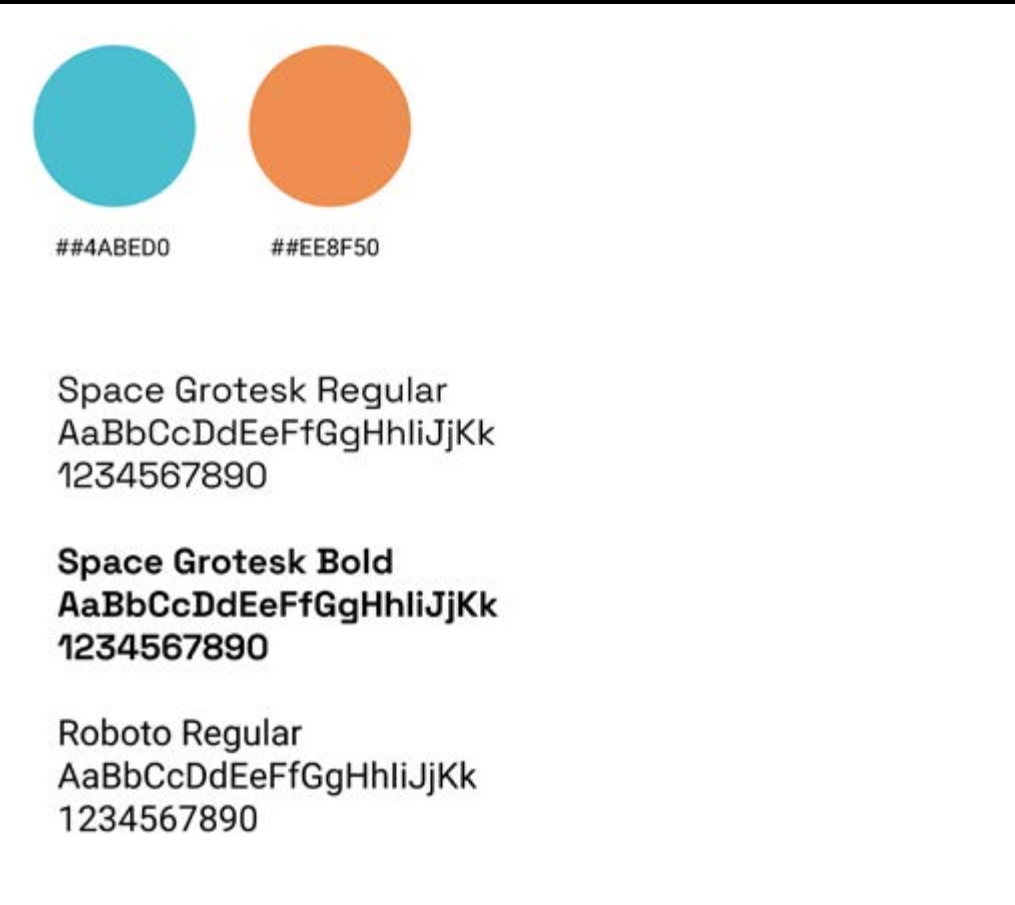 ##4ABED0
##EE8F50
Space Grotesk Regular
AaBbCcDdEeFfGgHhIiJjKk
1234567890
Space Grotesk Bold
AaBbCcDdEeFfGgHhIiJjKk
1234567890
Roboto Regular
AaBbCcDdEeFfGgHhIiJjKk
1234567890